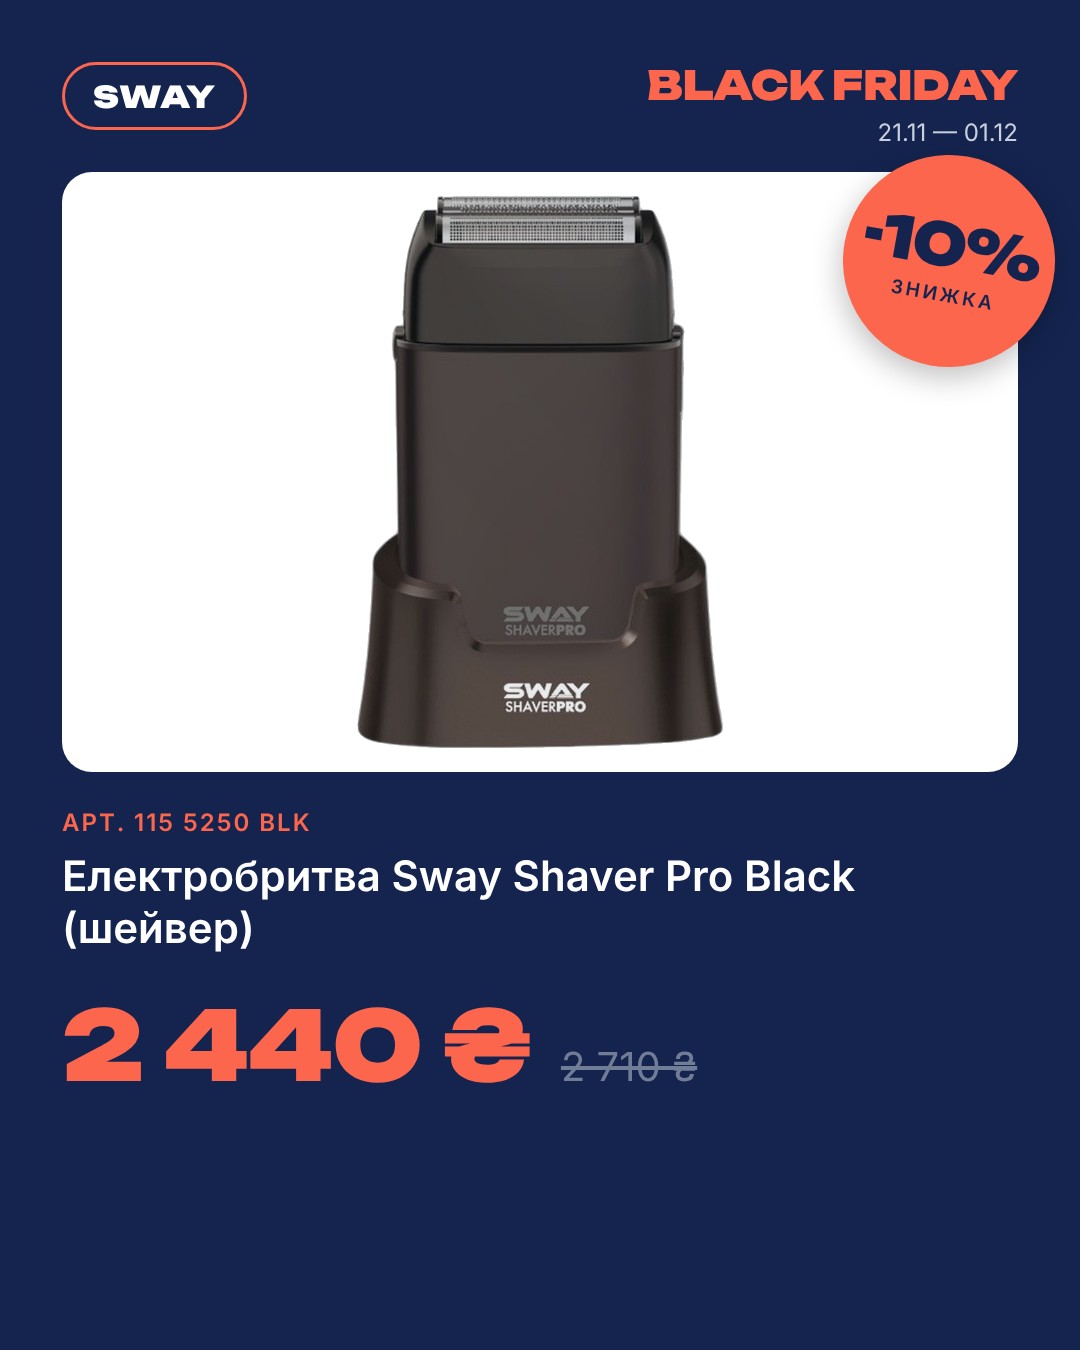 SWAY
BLACK FRIDAY
21.11 — 01.12
-10%
ЗНИЖКА
SWAY
SHAVERPRO
SWAY
SHAVERPRO
АРТ. 115 5250 BLK
Електробритва Sway Shaver Pro Black
(шейвер)
2 440 ₴ 2 710 ₴